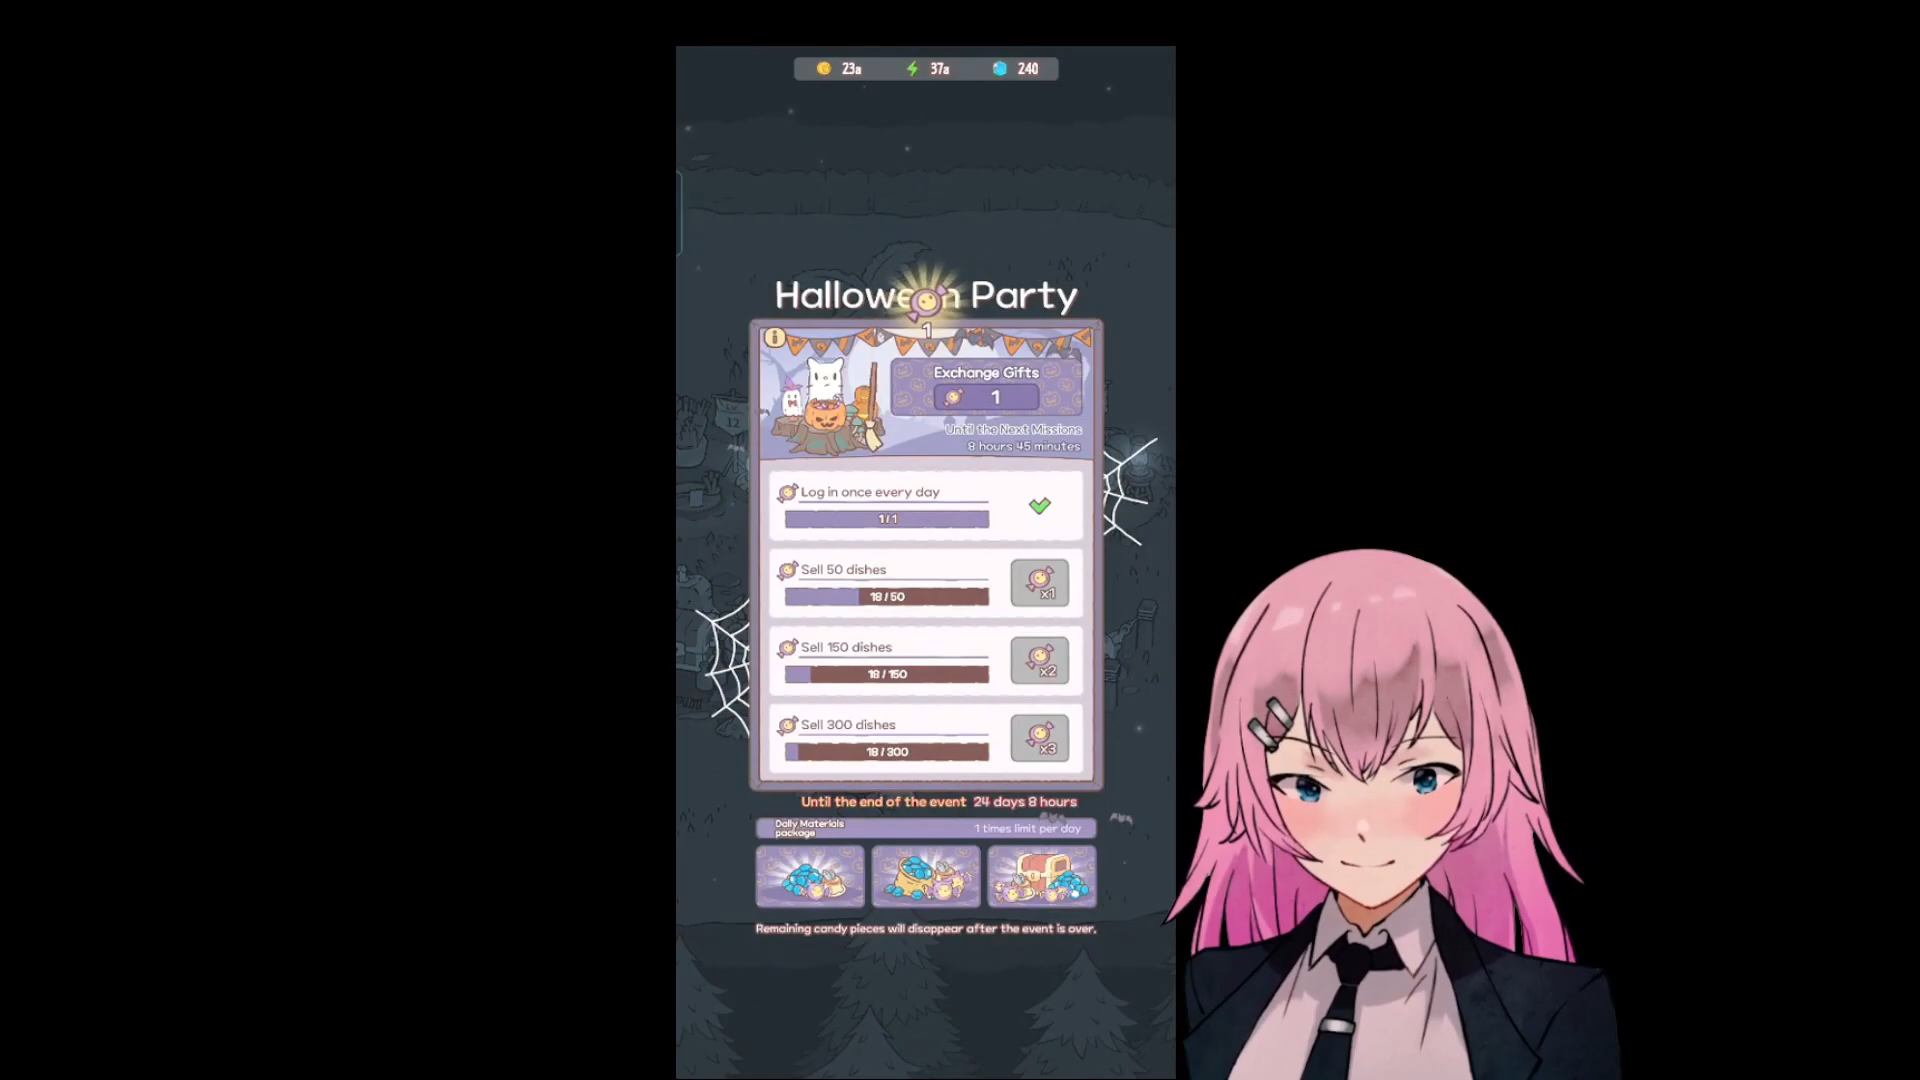 23a 37a 240
Halloween Party
1
Exchange Gifts
1
Until the Next Missions
8 hours 45 minutes
Log in once every day
1/1
Sell 50 dishes
18/50
x1
Sell 150 dishes
18/150
x2
Sell 300 dishes
18/300
x3
Until the end of the event 24 days 8 hours
Daily Materials
package
1 times limit per day
Remaining candy pieces will disappear after the event is over.